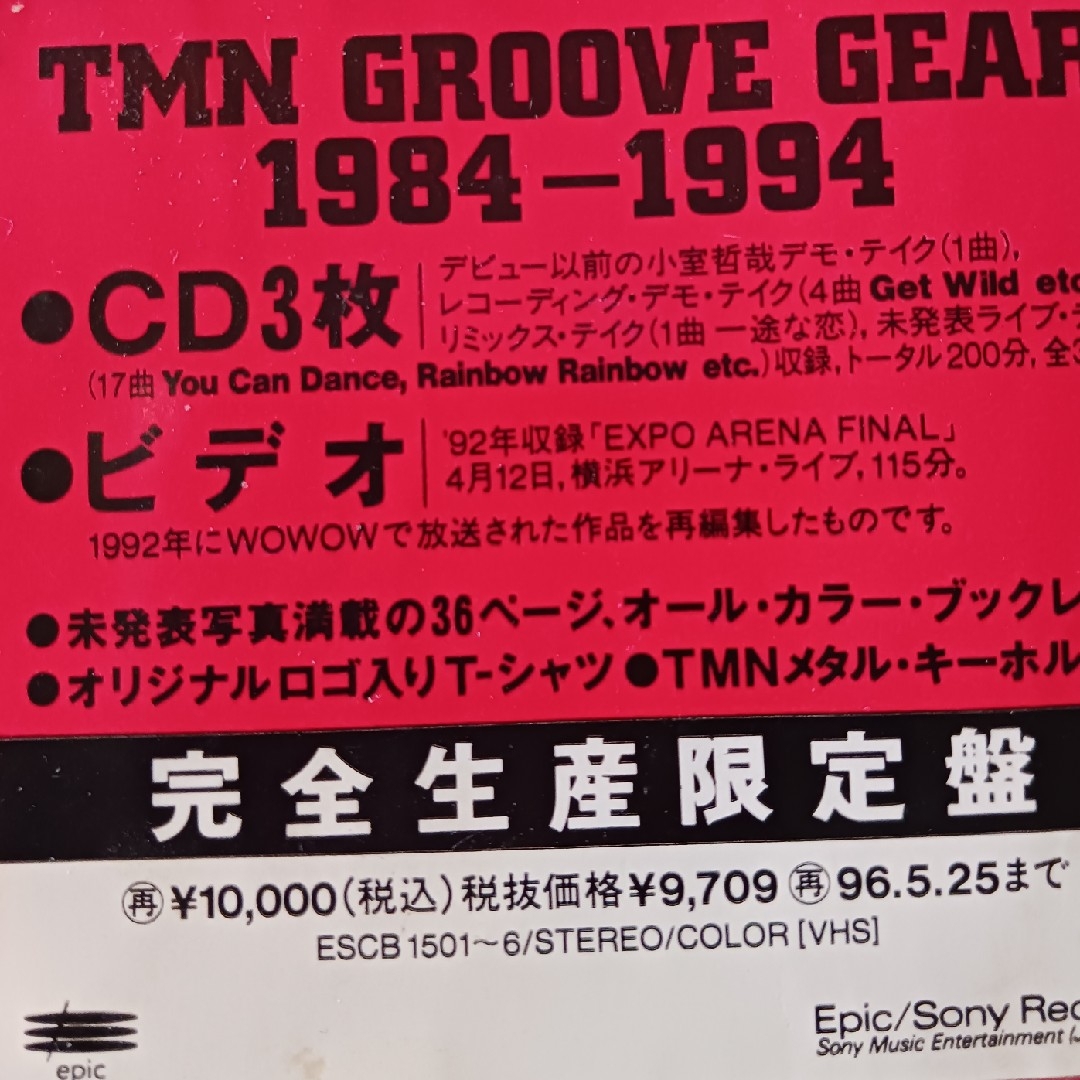 TMN GROOVE GEAR
1984-1994
●CD3枚
デビュー以前の小室哲哉デモ・テイク(1曲),
レコーディング・デモ・テイク(4曲 Get Wild etc
リミックス・テイク(1曲 一途な恋), 未発表ライブ・
(17曲 You Can Dance, Rainbow Rainbow etc.)収録, トータル200分, 全3
●ビデオ
'92年収録「EXPO ARENA FINAL」
4月12日, 横浜アリーナ・ライブ, 115分。
1992年にWOWOWで放送された作品を再編集したものです。
●未発表写真満載の36ページ、オール・カラー・ブックレ
●オリジナルロゴ入りT-シャツ ●TMNメタル・キーホル
完全生産限定盤
再 ¥10,000(税込) 税抜価格¥9,709 再 96.5.25まで
ESCB 1501～6/STEREO/COLOR [VHS]
epic
Epic/Sony Rec
Sony Music Entertainment (